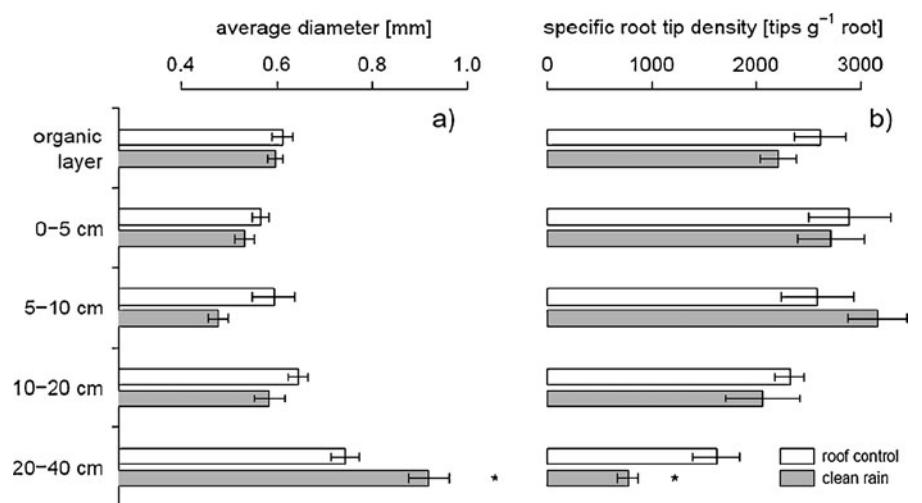 average diameter [mm]
0.4 0.6 0.8 1.0
a)
organic
layer
0−5 cm
5−10 cm
10−20 cm
20−40 cm
*
specific root tip density [tips g⁻¹ root]
0 1000 2000 3000
b)
*
roof control
clean rain